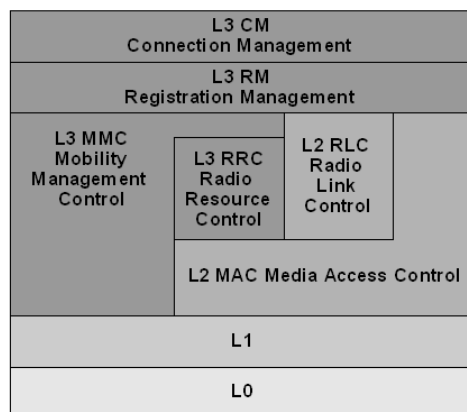 L3 CM
Connection Management
L3 RM
Registration Management
L3 MMC
Mobility
Management
Control
L3 RRC
Radio
Resource
Control
L2 RLC
Radio
Link
Control
L2 MAC Media Access Control
L1
L0